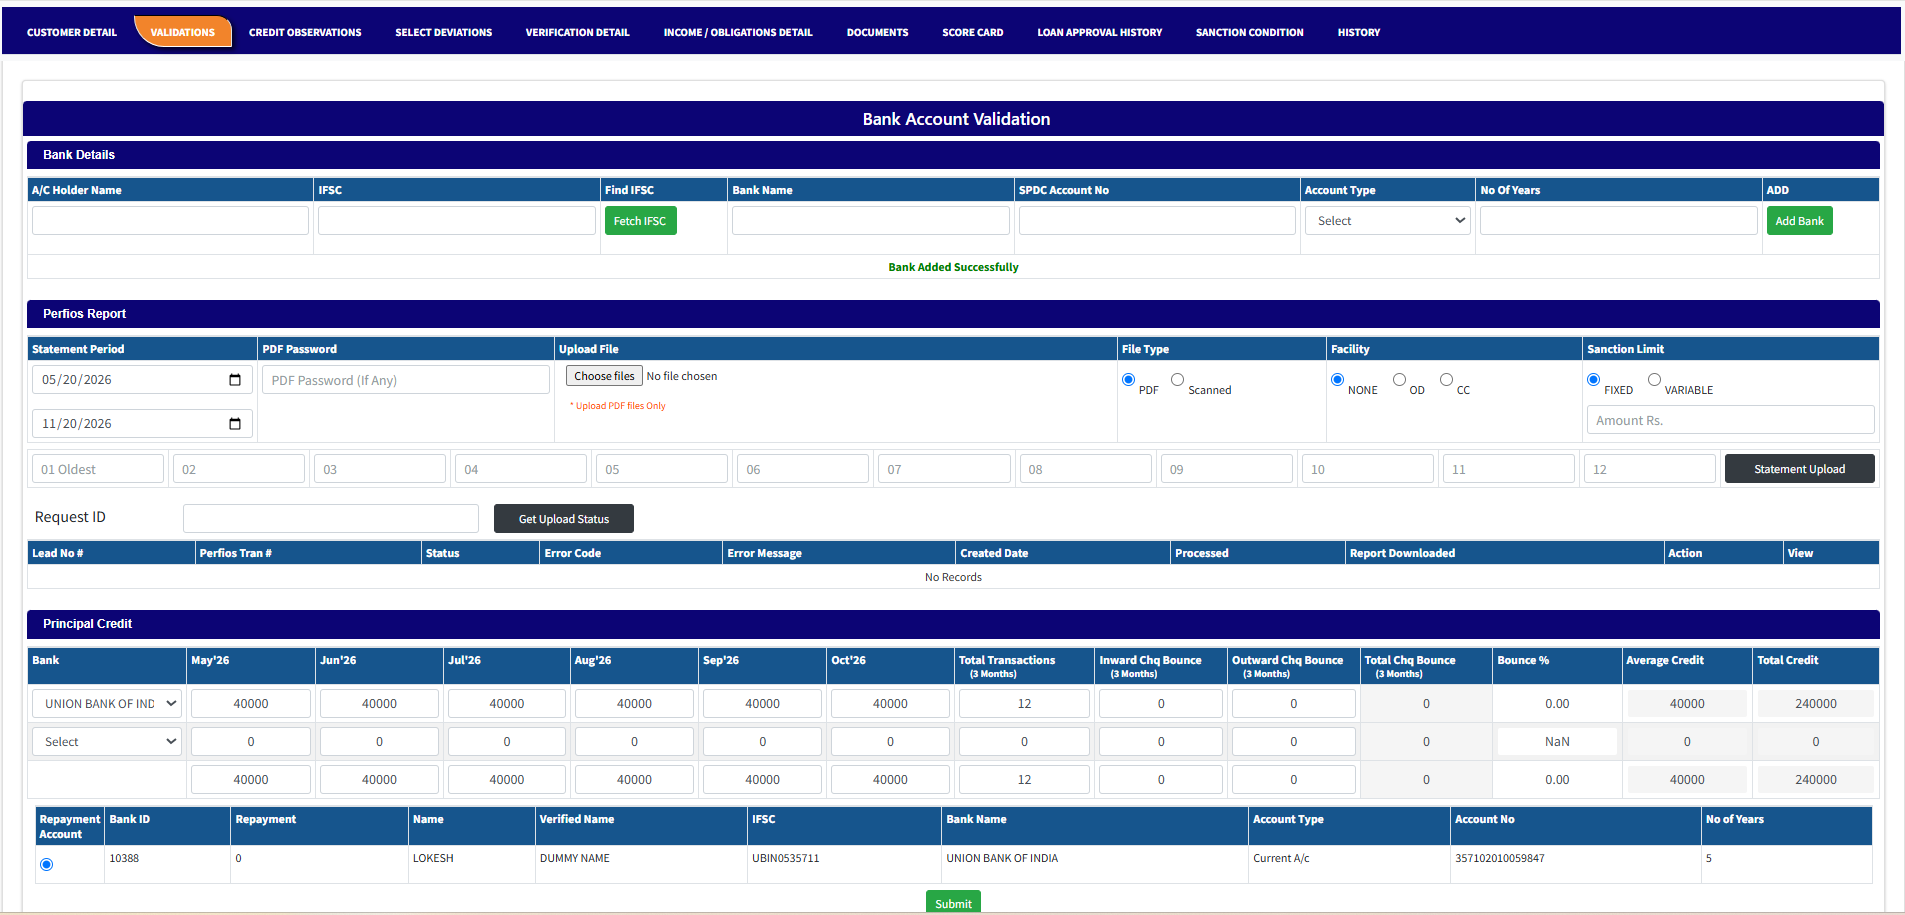 CUSTOMER DETAIL VALIDATIONS CREDIT OBSERVATIONS SELECT DEVIATIONS VERIFICATION DETAIL INCOME / OBLIGATIONS DETAIL DOCUMENTS SCORE CARD LOAN APPROVAL HISTORY SANCTION CONDITION HISTORY
Bank Account Validation
Bank Details
A/C Holder Name IFSC Find IFSC Bank Name SPDC Account No Account Type No Of Years ADD
Fetch IFSC Select Add Bank
Bank Added Successfully
Perfios Report
Statement Period PDF Password Upload File File Type Facility Sanction Limit
05/20/2026 PDF Password (If Any) Choose files No file chosen PDF Scanned NONE OD CC FIXED VARIABLE
* Upload PDF files Only
11/20/2026 Amount Rs.
01 Oldest 02 03 04 05 06 07 08 09 10 11 12 Statement Upload
Request ID Get Upload Status
Lead No # Perfios Tran # Status Error Code Error Message Created Date Processed Report Downloaded Action View
No Records
Principal Credit
Bank May'26 Jun'26 Jul'26 Aug'26 Sep'26 Oct'26 Total Transactions Inward Chq Bounce Outward Chq Bounce Total Chq Bounce Bounce % Average Credit Total Credit
(3 Months) (3 Months) (3 Months) (3 Months)
UNION BANK OF IND 40000 40000 40000 40000 40000 40000 12 0 0 0 0.00 40000 240000
Select 0 0 0 0 0 0 0 0 0 0 NaN 0 0
40000 40000 40000 40000 40000 40000 12 0 0 0 0.00 40000 240000
Repayment Bank ID Repayment Name Verified Name IFSC Bank Name Account Type Account No No of Years
Account
10388 0 LOKESH DUMMY NAME UBIN0535711 UNION BANK OF INDIA Current A/c 357102010059847 5
Submit